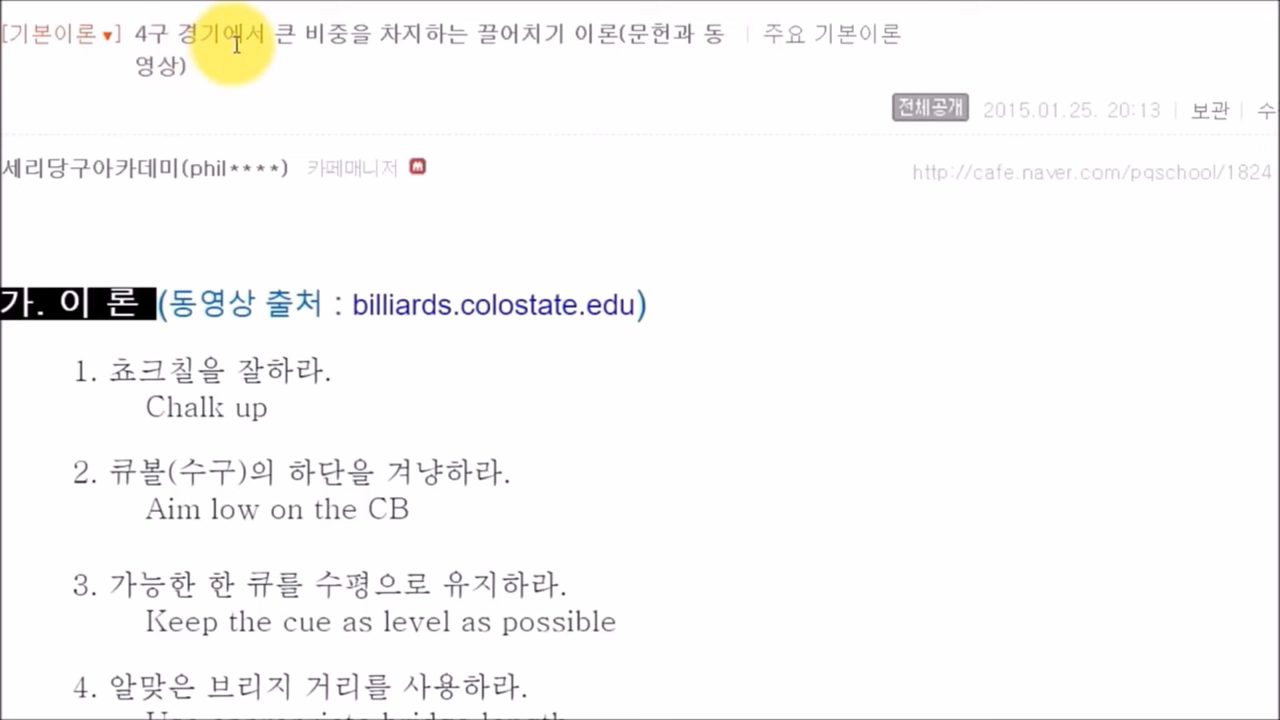 [기본이론▼] 4구 경기에서 큰 비중을 차지하는 끌어치기 이론(문헌과 동 | 주요 기본이론
영상)
전체공개 2015.01.25. 20:13 | 보관 | 수
세리당구아카데미(phil****) 카페매니저
http://cafe.naver.com/pqschool/1824
가. 이 론 (동영상 출처 : billiards.colostate.edu)
1. 쵸크칠을 잘하라.
Chalk up
2. 큐볼(수구)의 하단을 겨냥하라.
Aim low on the CB
3. 가능한 한 큐를 수평으로 유지하라.
Keep the cue as level as possible
4. 알맞은 브리지 거리를 사용하라.
Use appropriate bridge length